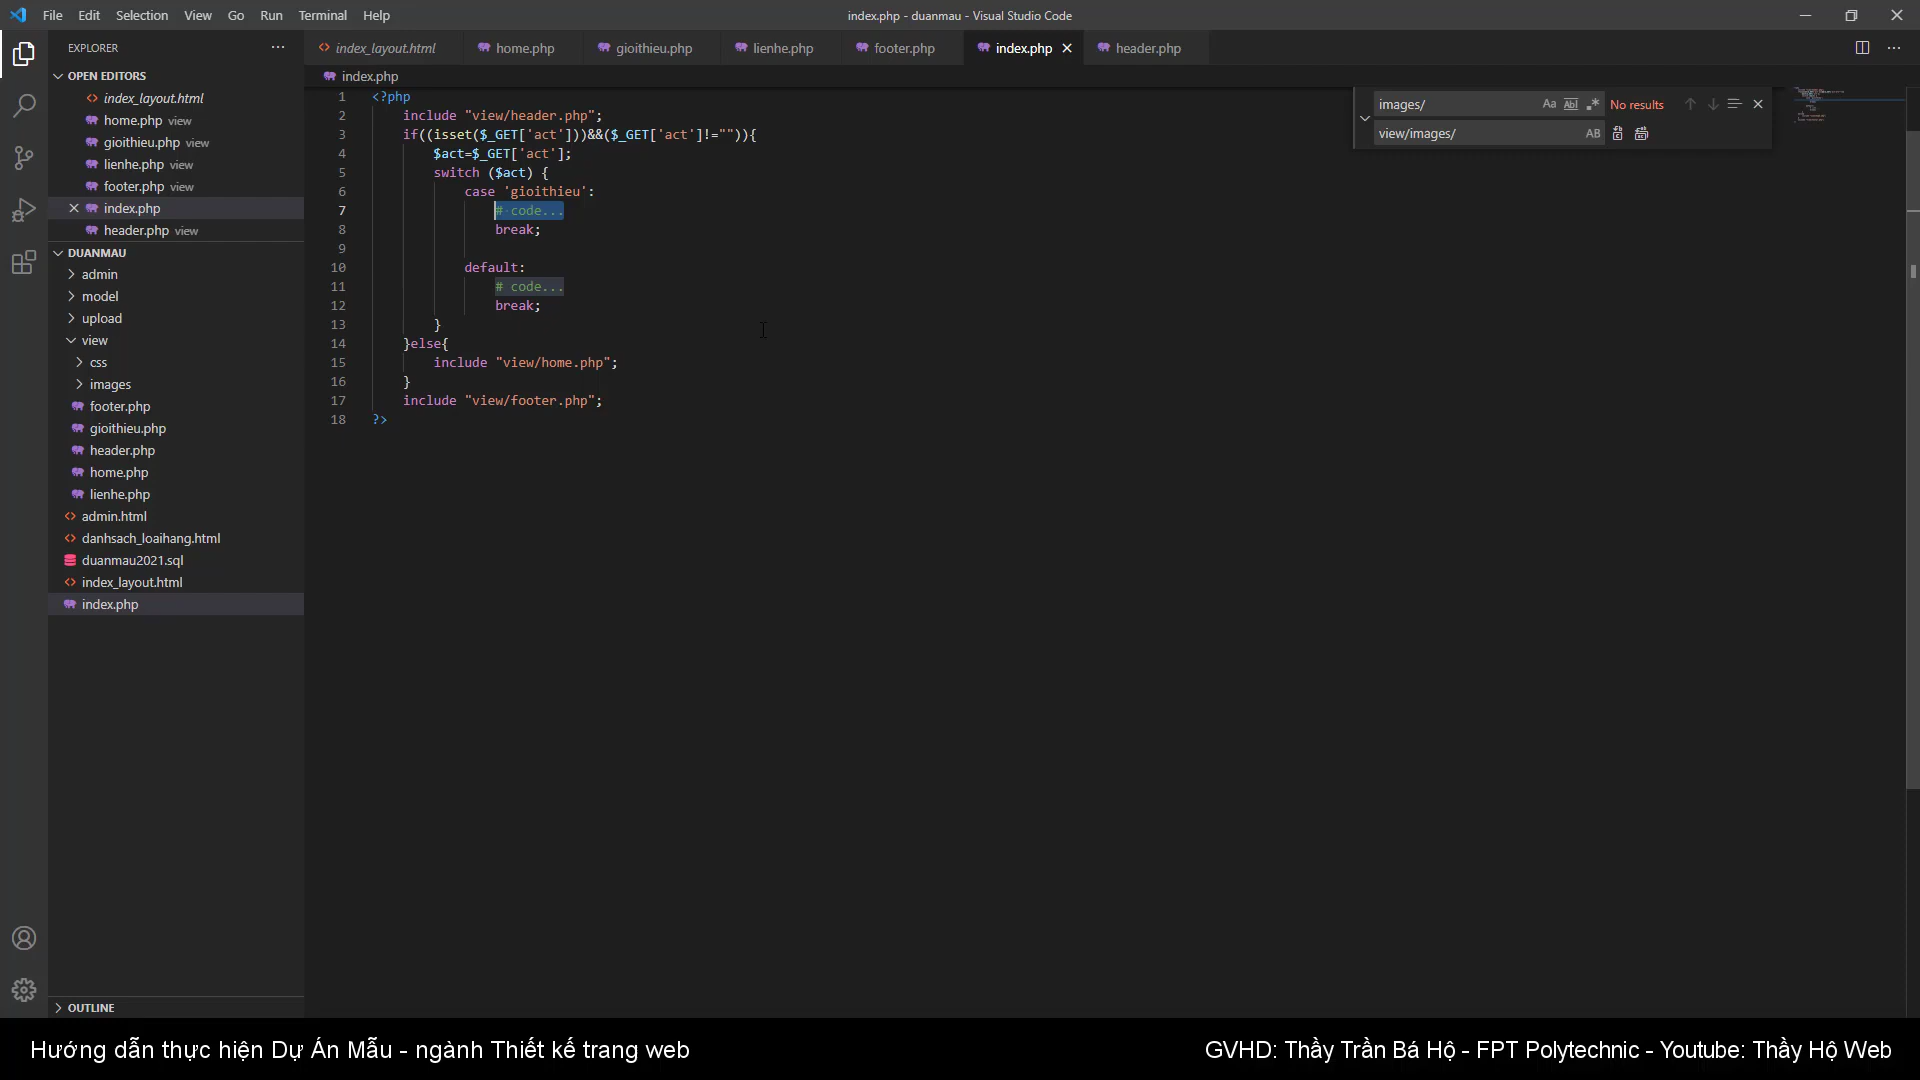 File Edit Selection View Go Run Terminal Help
index.php - duanmau - Visual Studio Code
EXPLORER
OPEN EDITORS
index_layout.html
home.php view
gioithieu.php view
lienhe.php view
footer.php view
index.php
header.php view
DUANMAU
admin
model
upload
view
css
images
footer.php
gioithieu.php
header.php
home.php
lienhe.php
admin.html
danhsach_loaihang.html
duanmau2021.sql
index_layout.html
index.php
OUTLINE
index_layout.html home.php gioithieu.php lienhe.php footer.php index.php header.php
index.php
images/ Aa Abl .* No results
view/images/ AB
1 <?php
2 include "view/header.php";
3 if((isset($_GET['act']))&&($_GET['act']!="")){
4 $act=$_GET['act'];
5 switch ($act) {
6 case 'gioithieu':
7 # code...
8 break;
9
10 default:
11 # code...
12 break;
13 }
14 }else{
15 include "view/home.php";
16 }
17 include "view/footer.php";
18 ?>
Hướng dẫn thực hiện Dự Án Mẫu - ngành Thiết kế trang web
GVHD: Thầy Trần Bá Hộ - FPT Polytechnic - Youtube: Thầy Hộ Web